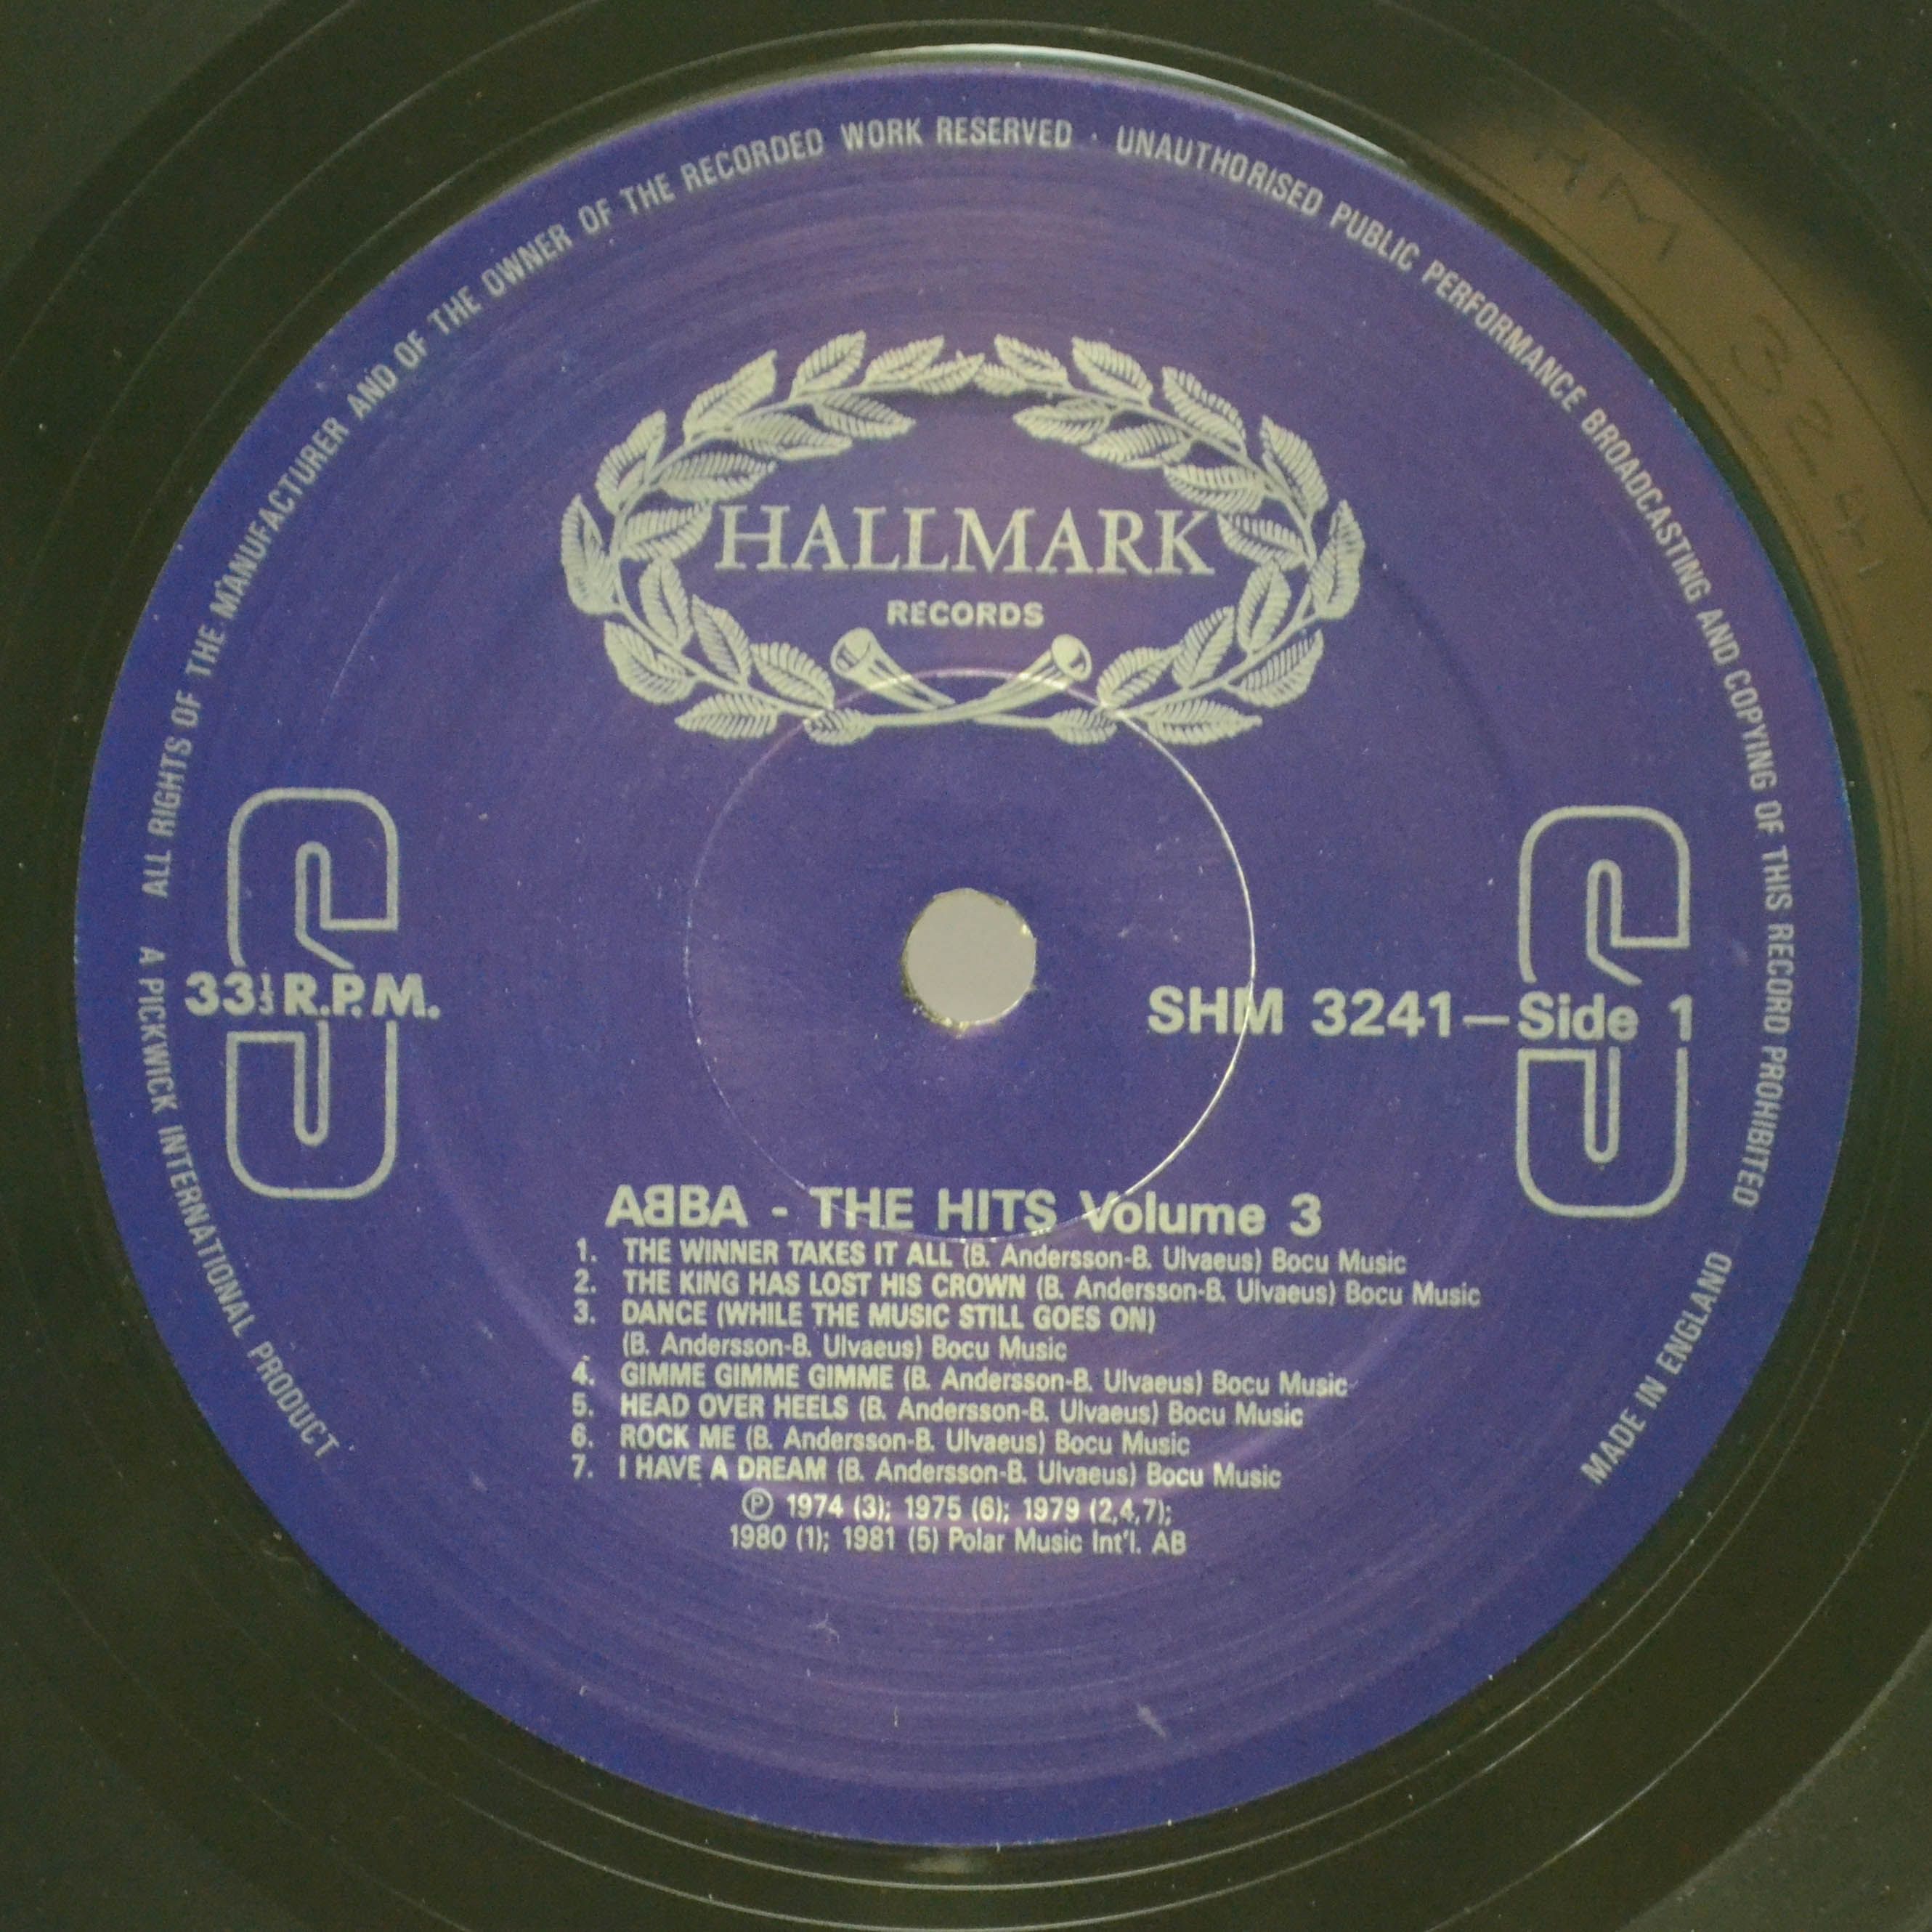 ALL RIGHTS OF THE MANUFACTURER AND OF THE OWNER OF THE RECORDED WORK RESERVED · UNAUTHORISED PUBLIC PERFORMANCE BROADCASTING AND COPYING OF THIS RECORD PROHIBITED
HALLMARK
RECORDS
S
S
33⅓ R.P.M.
SHM 3241—Side 1
ABBA - THE HITS Volume 3
1. THE WINNER TAKES IT ALL (B. Andersson-B. Ulvaeus) Bocu Music
2. THE KING HAS LOST HIS CROWN (B. Andersson-B. Ulvaeus) Bocu Music
3. DANCE (WHILE THE MUSIC STILL GOES ON)
(B. Andersson-B. Ulvaeus) Bocu Music
4. GIMME GIMME GIMME (B. Andersson-B. Ulvaeus) Bocu Music
5. HEAD OVER HEELS (B. Andersson-B. Ulvaeus) Bocu Music
6. ROCK ME (B. Andersson-B. Ulvaeus) Bocu Music
7. I HAVE A DREAM (B. Andersson-B. Ulvaeus) Bocu Music
℗ 1974 (3); 1975 (6); 1979 (2,4,7);
1980 (1); 1981 (5) Polar Music Int'l. AB
A PICKWICK INTERNATIONAL PRODUCT
MADE IN ENGLAND
HM 3241